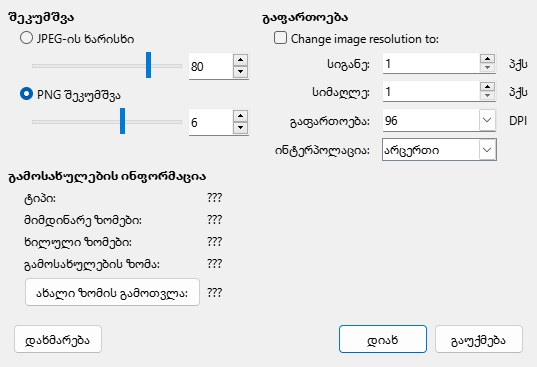 შეკუმშვა
JPEG-ის ხარისხი
80
PNG შეკუმშვა
6
გამოსახულების ინფორმაცია
ტიპი: ???
მიმდინარე ზომები: ???
ხილული ზომები: ???
გამოსახულების ზომა: ???
ახალი ზომის გამოთვლა: ???
გაფართოება
Change image resolution to:
სიგანე: 1 პქს
სიმაღლე: 1 პქს
გაფართოება: 96 DPI
ინტერპოლაცია: არცერთი
დახმარება
დიახ
გაუქმება